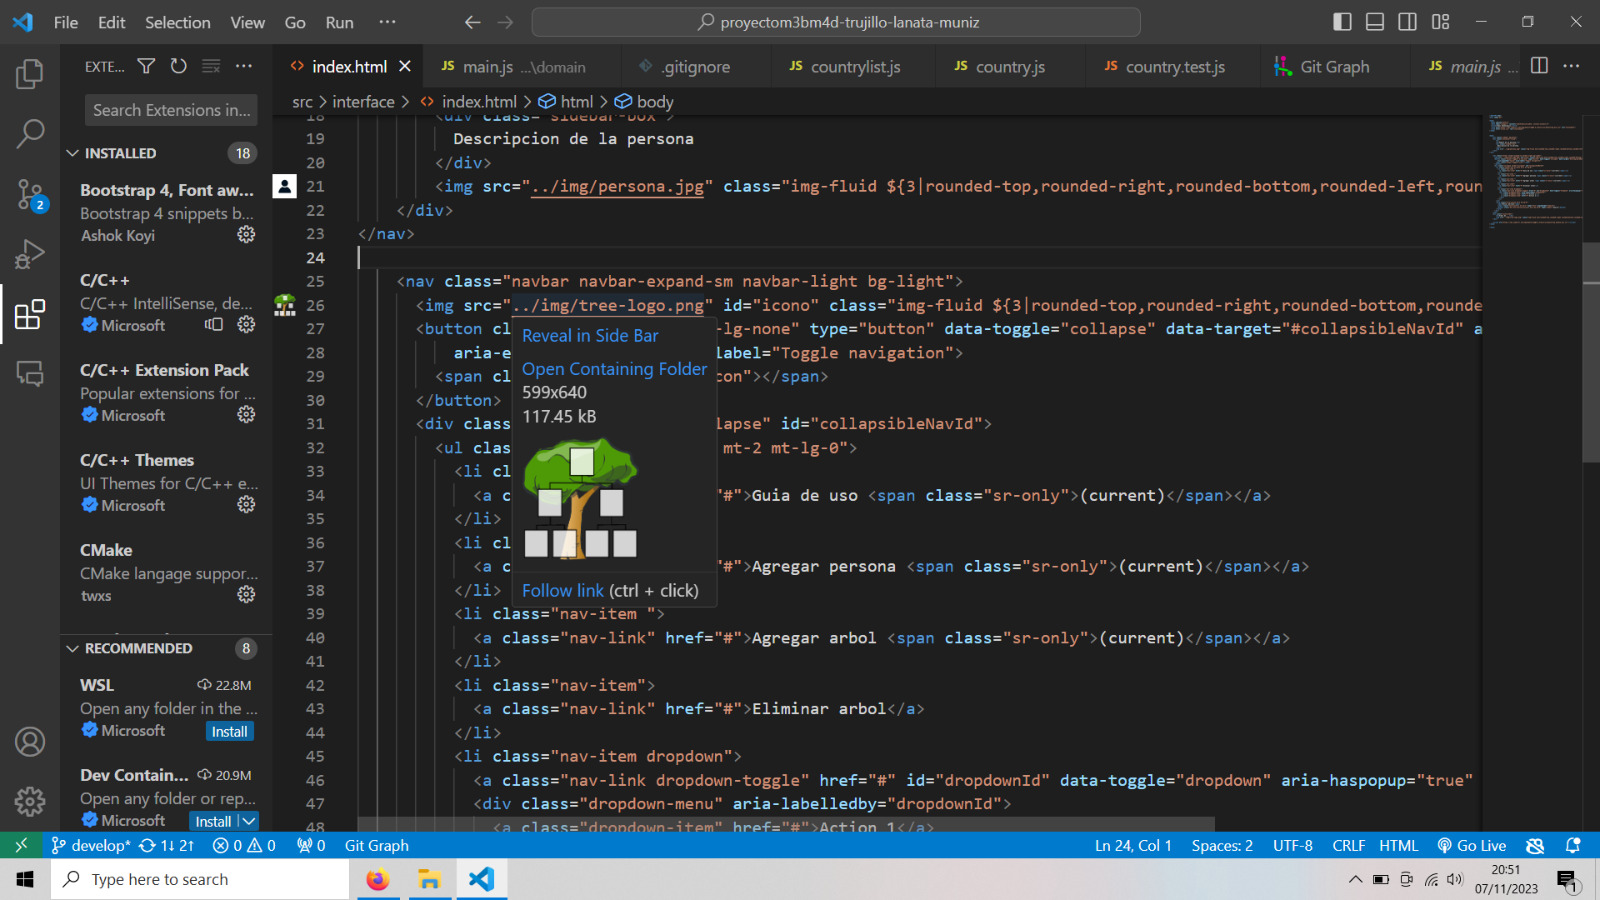 File Edit Selection View Go Run ···
proyectom3bm4d-trujillo-lanata-muniz
EXTE...
Search Extensions in...
INSTALLED 18
Bootstrap 4, Font aw...
Bootstrap 4 snippets b...
Ashok Koyi
C/C++
C/C++ IntelliSense, de...
Microsoft
C/C++ Extension Pack
Popular extensions for ...
Microsoft
C/C++ Themes
UI Themes for C/C++ e...
Microsoft
CMake
CMake langage suppor...
twxs
RECOMMENDED 8
WSL 22.8M
Open any folder in the ...
Microsoft Install
Dev Contain... 20.9M
Open any folder or rep...
Microsoft Install
2
index.html JS main.js ...\domain .gitignore JS countrylist.js JS country.js JS country.test.js Git Graph JS main.js ...
src > interface > index.html > html > body
18 <div class="sidebar-box">
19 Descripcion de la persona
20 </div>
21 <img src="../img/persona.jpg" class="img-fluid ${3|rounded-top,rounded-right,rounded-bottom,rounded-left,roun
22 </div>
23 </nav>
24
25 <nav class="navbar navbar-expand-sm navbar-light bg-light">
26 <img src="../img/tree-logo.png" id="icono" class="img-fluid ${3|rounded-top,rounded-right,rounded-bottom,rounde
27 <button cl -lg-none" type="button" data-toggle="collapse" data-target="#collapsibleNavId" a
28 aria-e label="Toggle navigation">
29 <span cl con"></span>
30 </button>
31 <div class lapse" id="collapsibleNavId">
32 <ul clas mt-2 mt-lg-0">
33 <li cl
34 <a c "#">Guia de uso <span class="sr-only">(current)</span></a>
35 </li>
36 <li cl
37 <a c "#">Agregar persona <span class="sr-only">(current)</span></a>
38 </li>
39 <li class="nav-item ">
40 <a class="nav-link" href="#">Agregar arbol <span class="sr-only">(current)</span></a>
41 </li>
42 <li class="nav-item">
43 <a class="nav-link" href="#">Eliminar arbol</a>
44 </li>
45 <li class="nav-item dropdown">
46 <a class="nav-link dropdown-toggle" href="#" id="dropdownId" data-toggle="dropdown" aria-haspopup="true"
47 <div class="dropdown-menu" aria-labelledby="dropdownId">
48 <a class="dropdown-item" href="#">Action 1</a>
Reveal in Side Bar
Open Containing Folder
599x640
117.45 kB
Follow link (ctrl + click)
develop* 1↓ 2↑ 0 0 0 Git Graph Ln 24, Col 1 Spaces: 2 UTF-8 CRLF HTML Go Live
Type here to search
20:51
07/11/2023
1